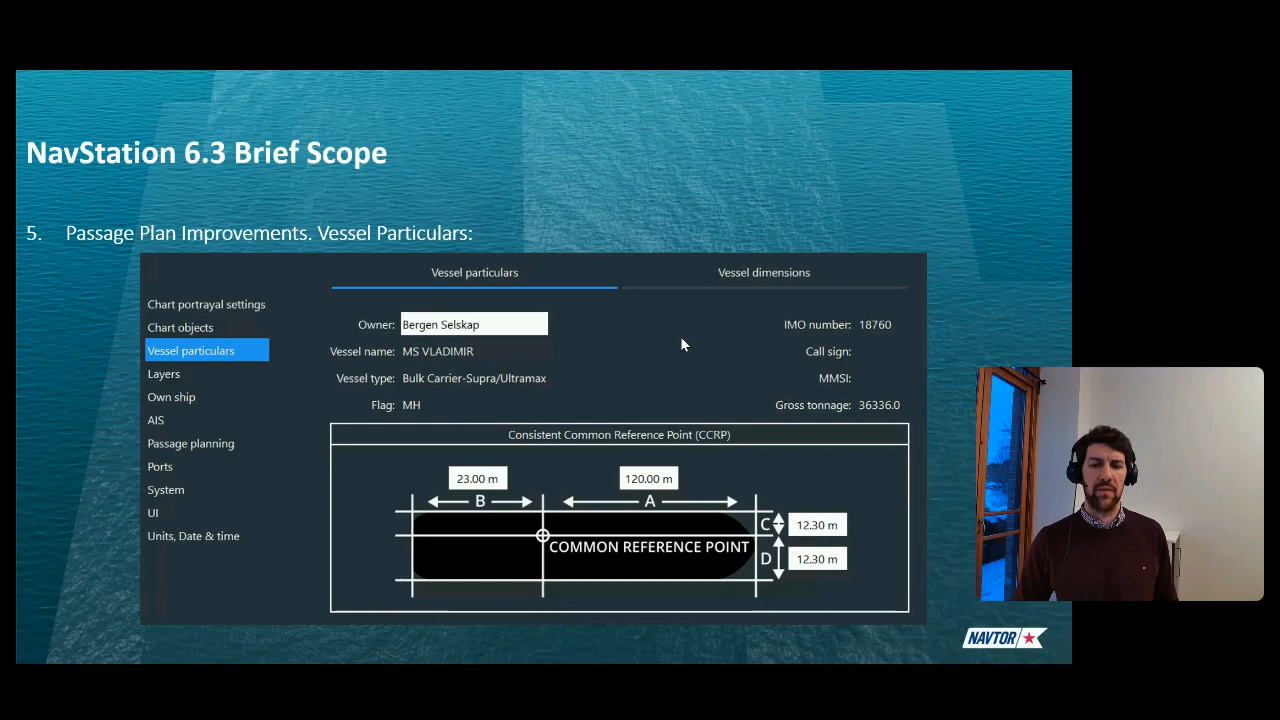 NavStation 6.3 Brief Scope
5. Passage Plan Improvements. Vessel Particulars:
Vessel particulars Vessel dimensions
Chart portrayal settings
Chart objects
Vessel particulars
Layers
Own ship
AIS
Passage planning
Ports
System
UI
Units, Date & time
Owner: Bergen Selskap
Vessel name: MS VLADIMIR
Vessel type: Bulk Carrier-Supra/Ultramax
Flag: MH
IMO number: 18760
Call sign:
MMSI:
Gross tonnage: 36336.0
Consistent Common Reference Point (CCRP)
23.00 m 120.00 m
B A
C 12.30 m
COMMON REFERENCE POINT
D 12.30 m
NAVTOR